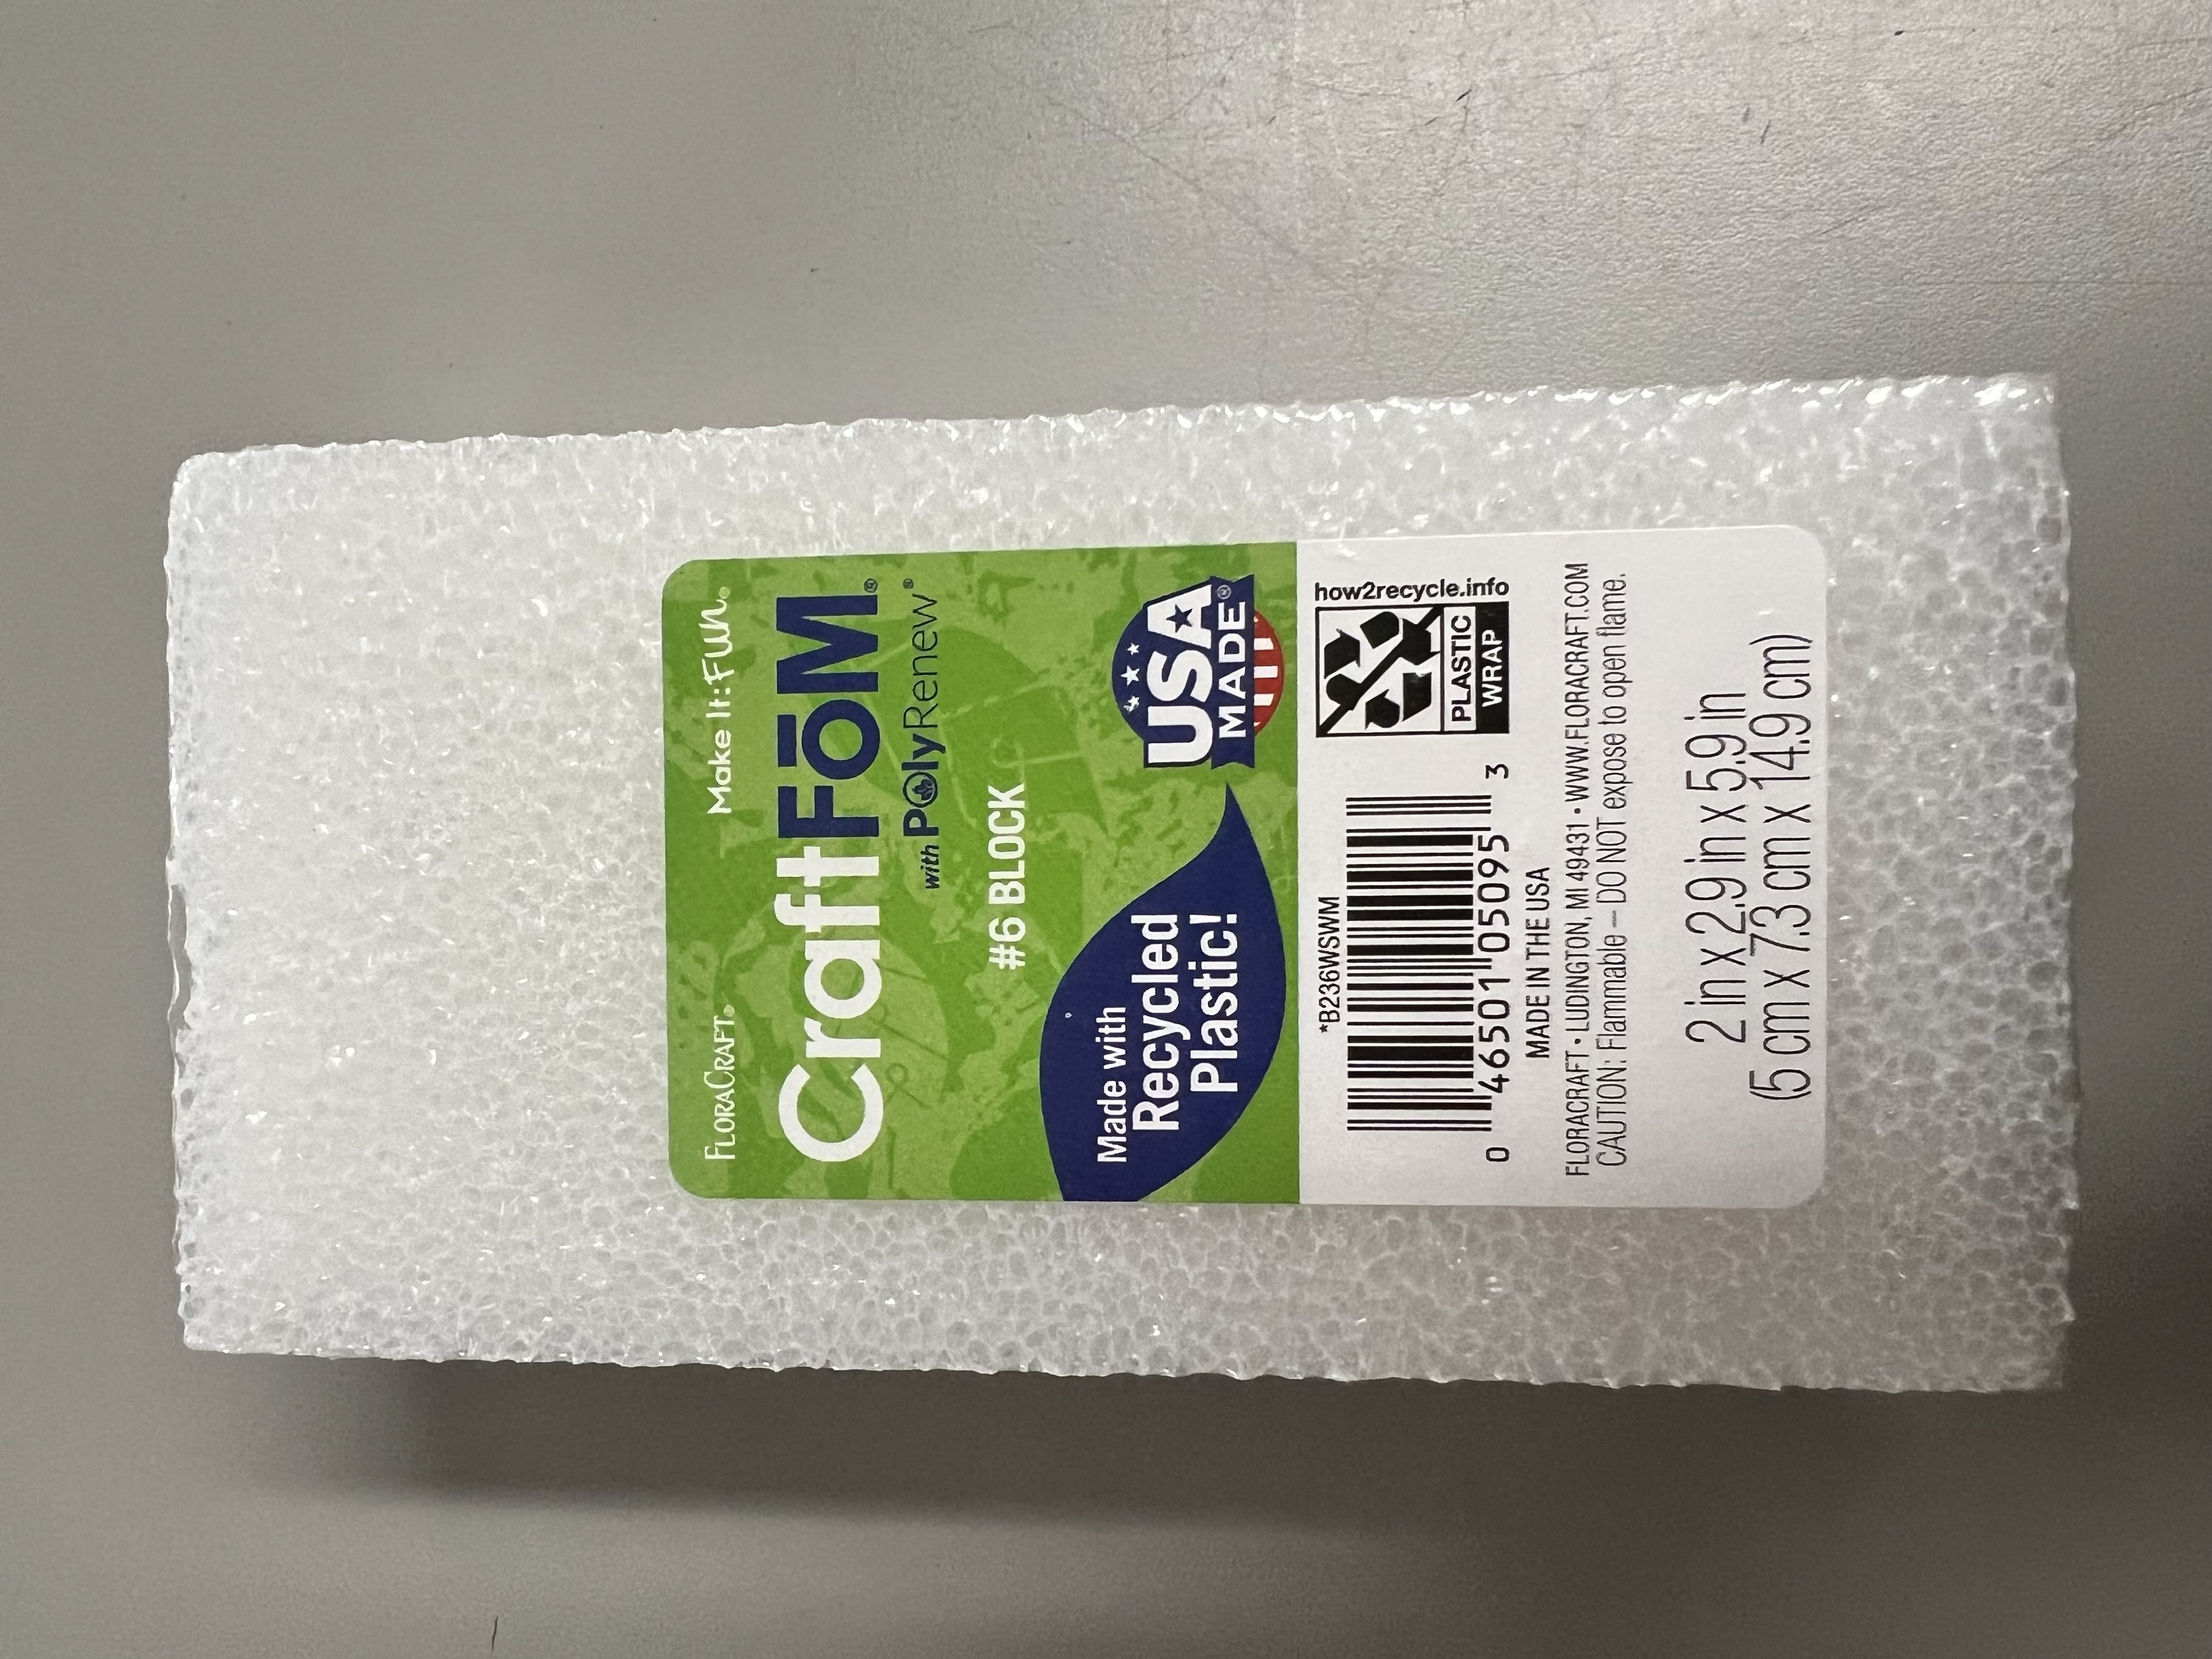 FLORACRAFT® Make It: FUN®
CraftFōM®
with PolyRenew®
#6 BLOCK
Made with
Recycled
Plastic!
USA
MADE®
*B236WSWM
how2recycle.info
PLASTIC
WRAP
0 46501 05095 3
MADE IN THE USA
FLORACRAFT • LUDINGTON, MI 49431 • WWW.FLORACRAFT.COM
CAUTION: Flammable — DO NOT expose to open flame.
2 in x 2.9 in x 5.9 in
(5 cm x 7.3 cm x 14.9 cm)